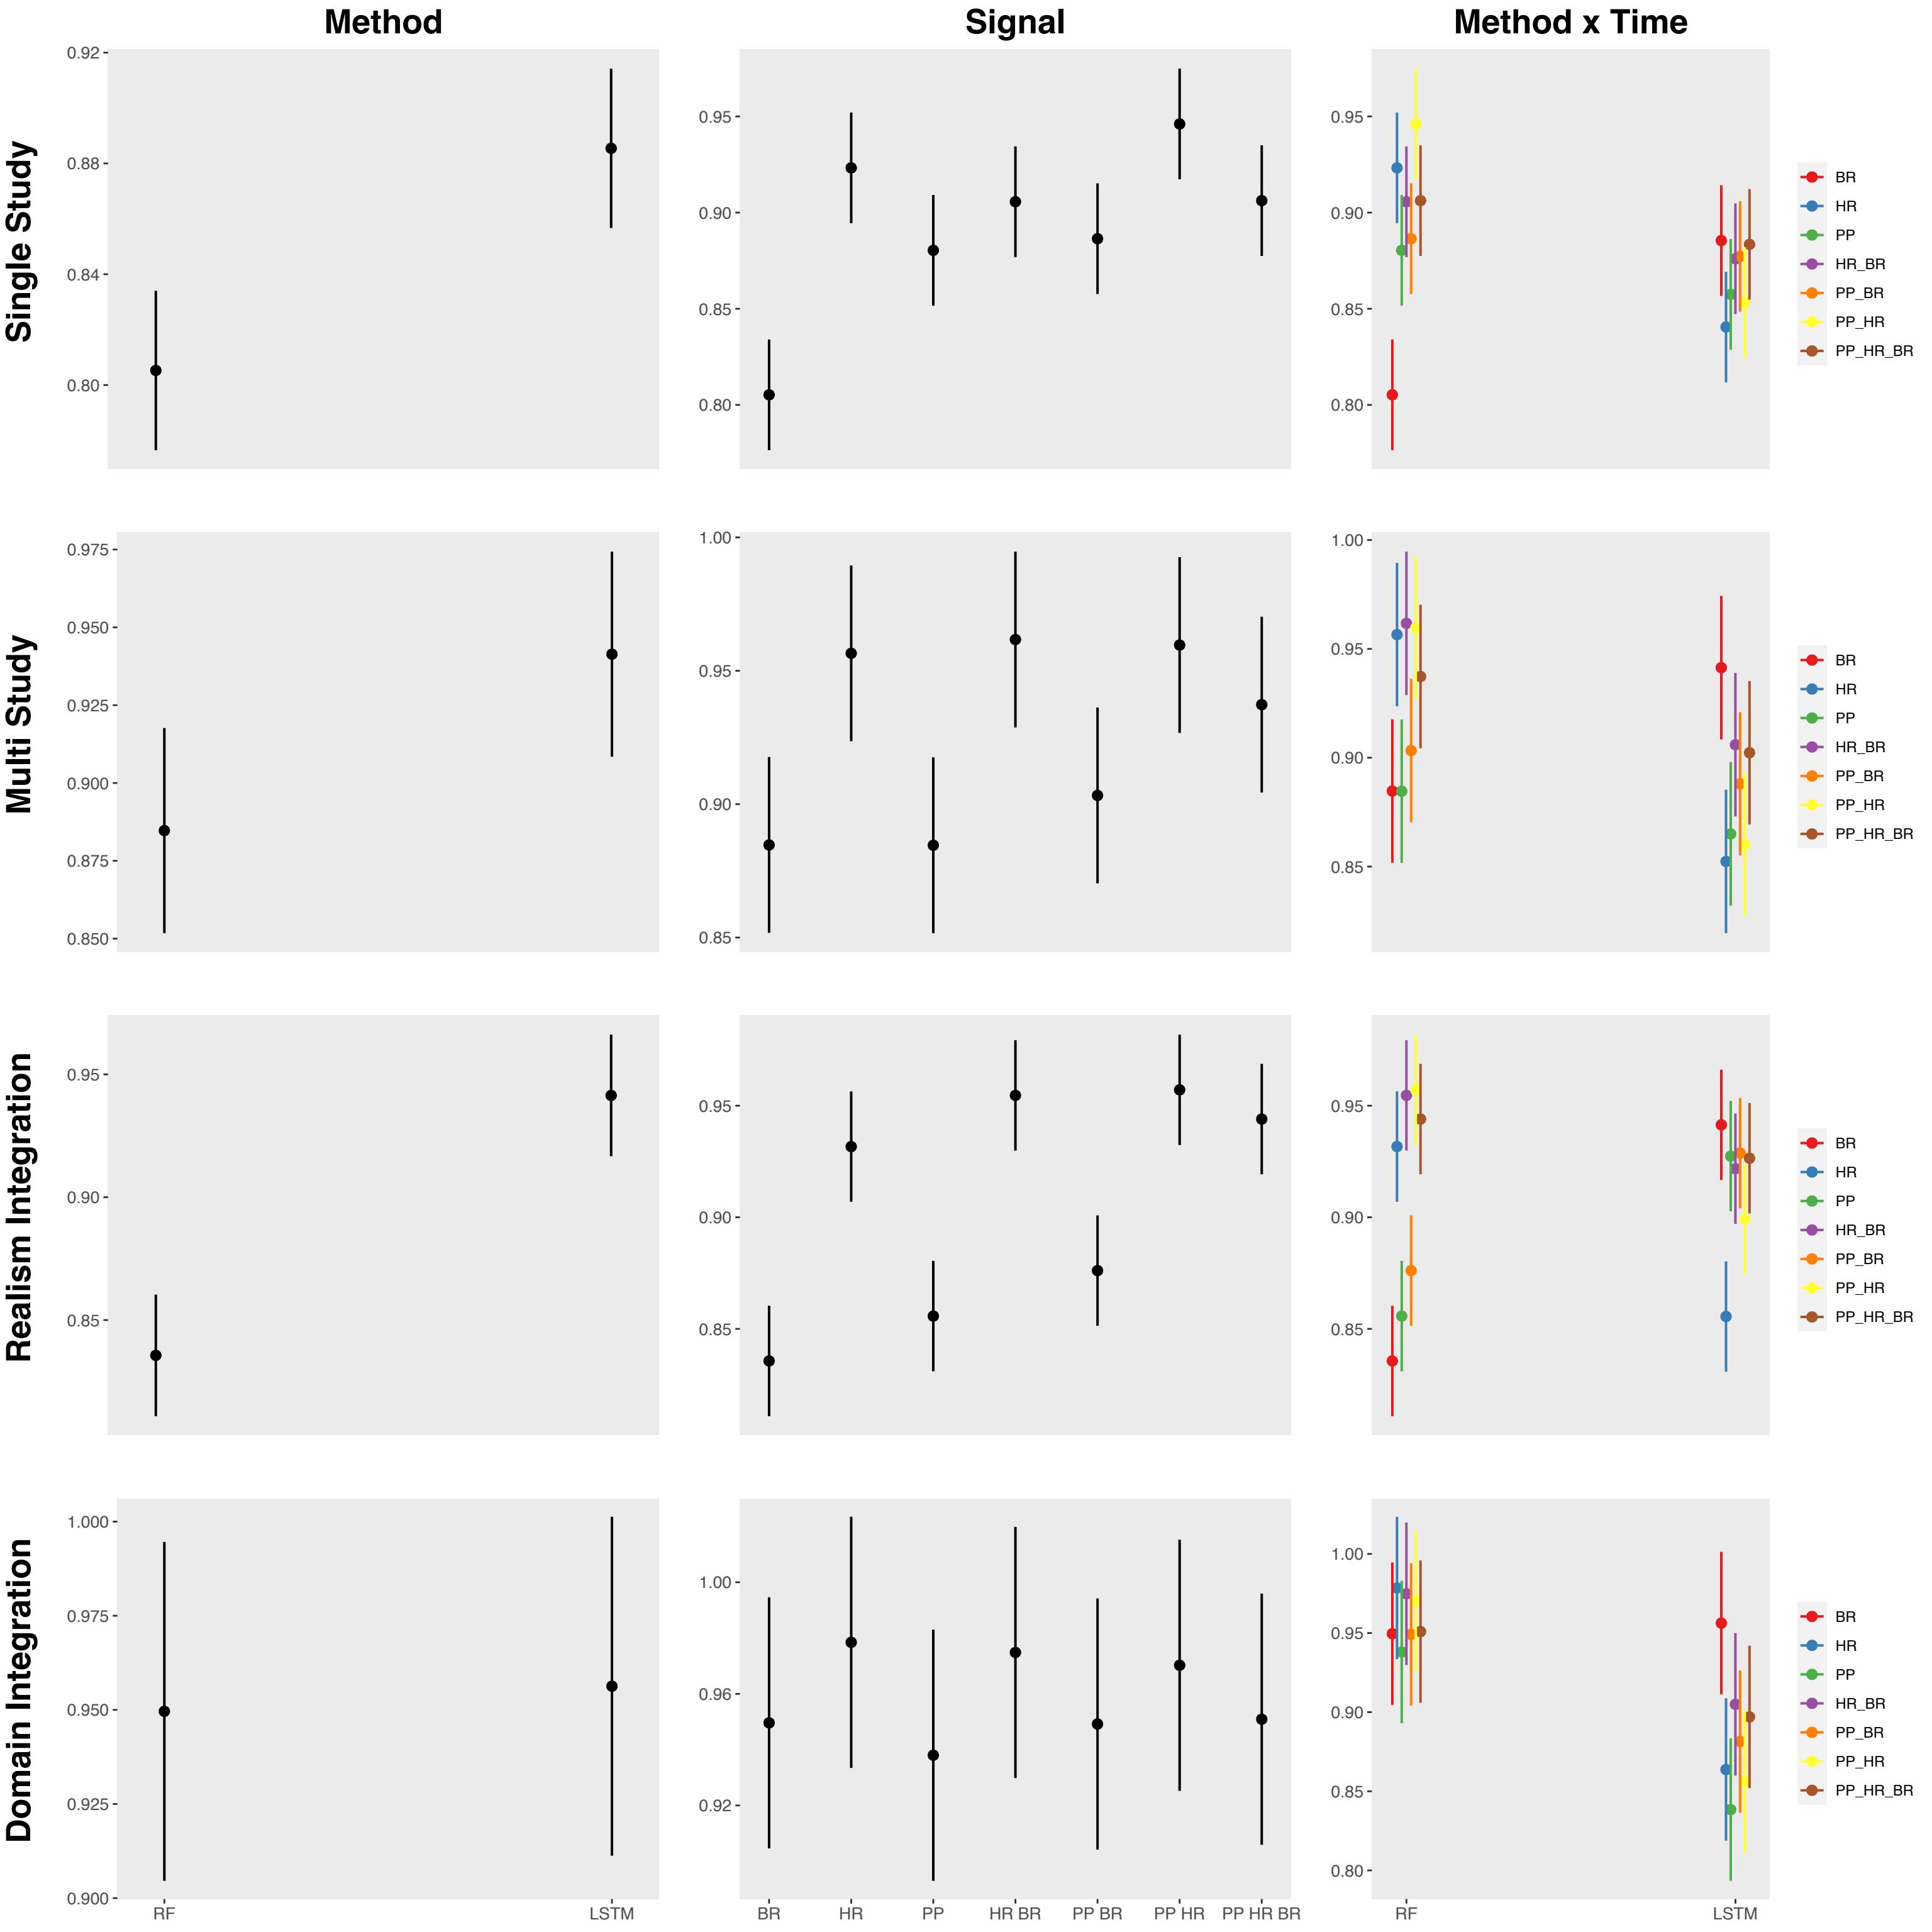 Method Signal Method x Time
Single Study
0.92
0.88
0.84
0.80
0.95
0.90
0.85
0.80
0.95
0.90
0.85
0.80
BR
HR
PP
HR_BR
PP_BR
PP_HR
PP_HR_BR
Multi Study
0.975
0.950
0.925
0.900
0.875
0.850
1.00
0.95
0.90
0.85
1.00
0.95
0.90
0.85
BR
HR
PP
HR_BR
PP_BR
PP_HR
PP_HR_BR
Realism Integration
0.95
0.90
0.85
0.95
0.90
0.85
0.95
0.90
0.85
BR
HR
PP
HR_BR
PP_BR
PP_HR
PP_HR_BR
Domain Integration
1.000
0.975
0.950
0.925
0.900
1.00
0.96
0.92
1.00
0.95
0.90
0.85
0.80
BR
HR
PP
HR_BR
PP_BR
PP_HR
PP_HR_BR
RF LSTM
BR HR PP HR BR PP BR PP HR PP HR BR
RF LSTM